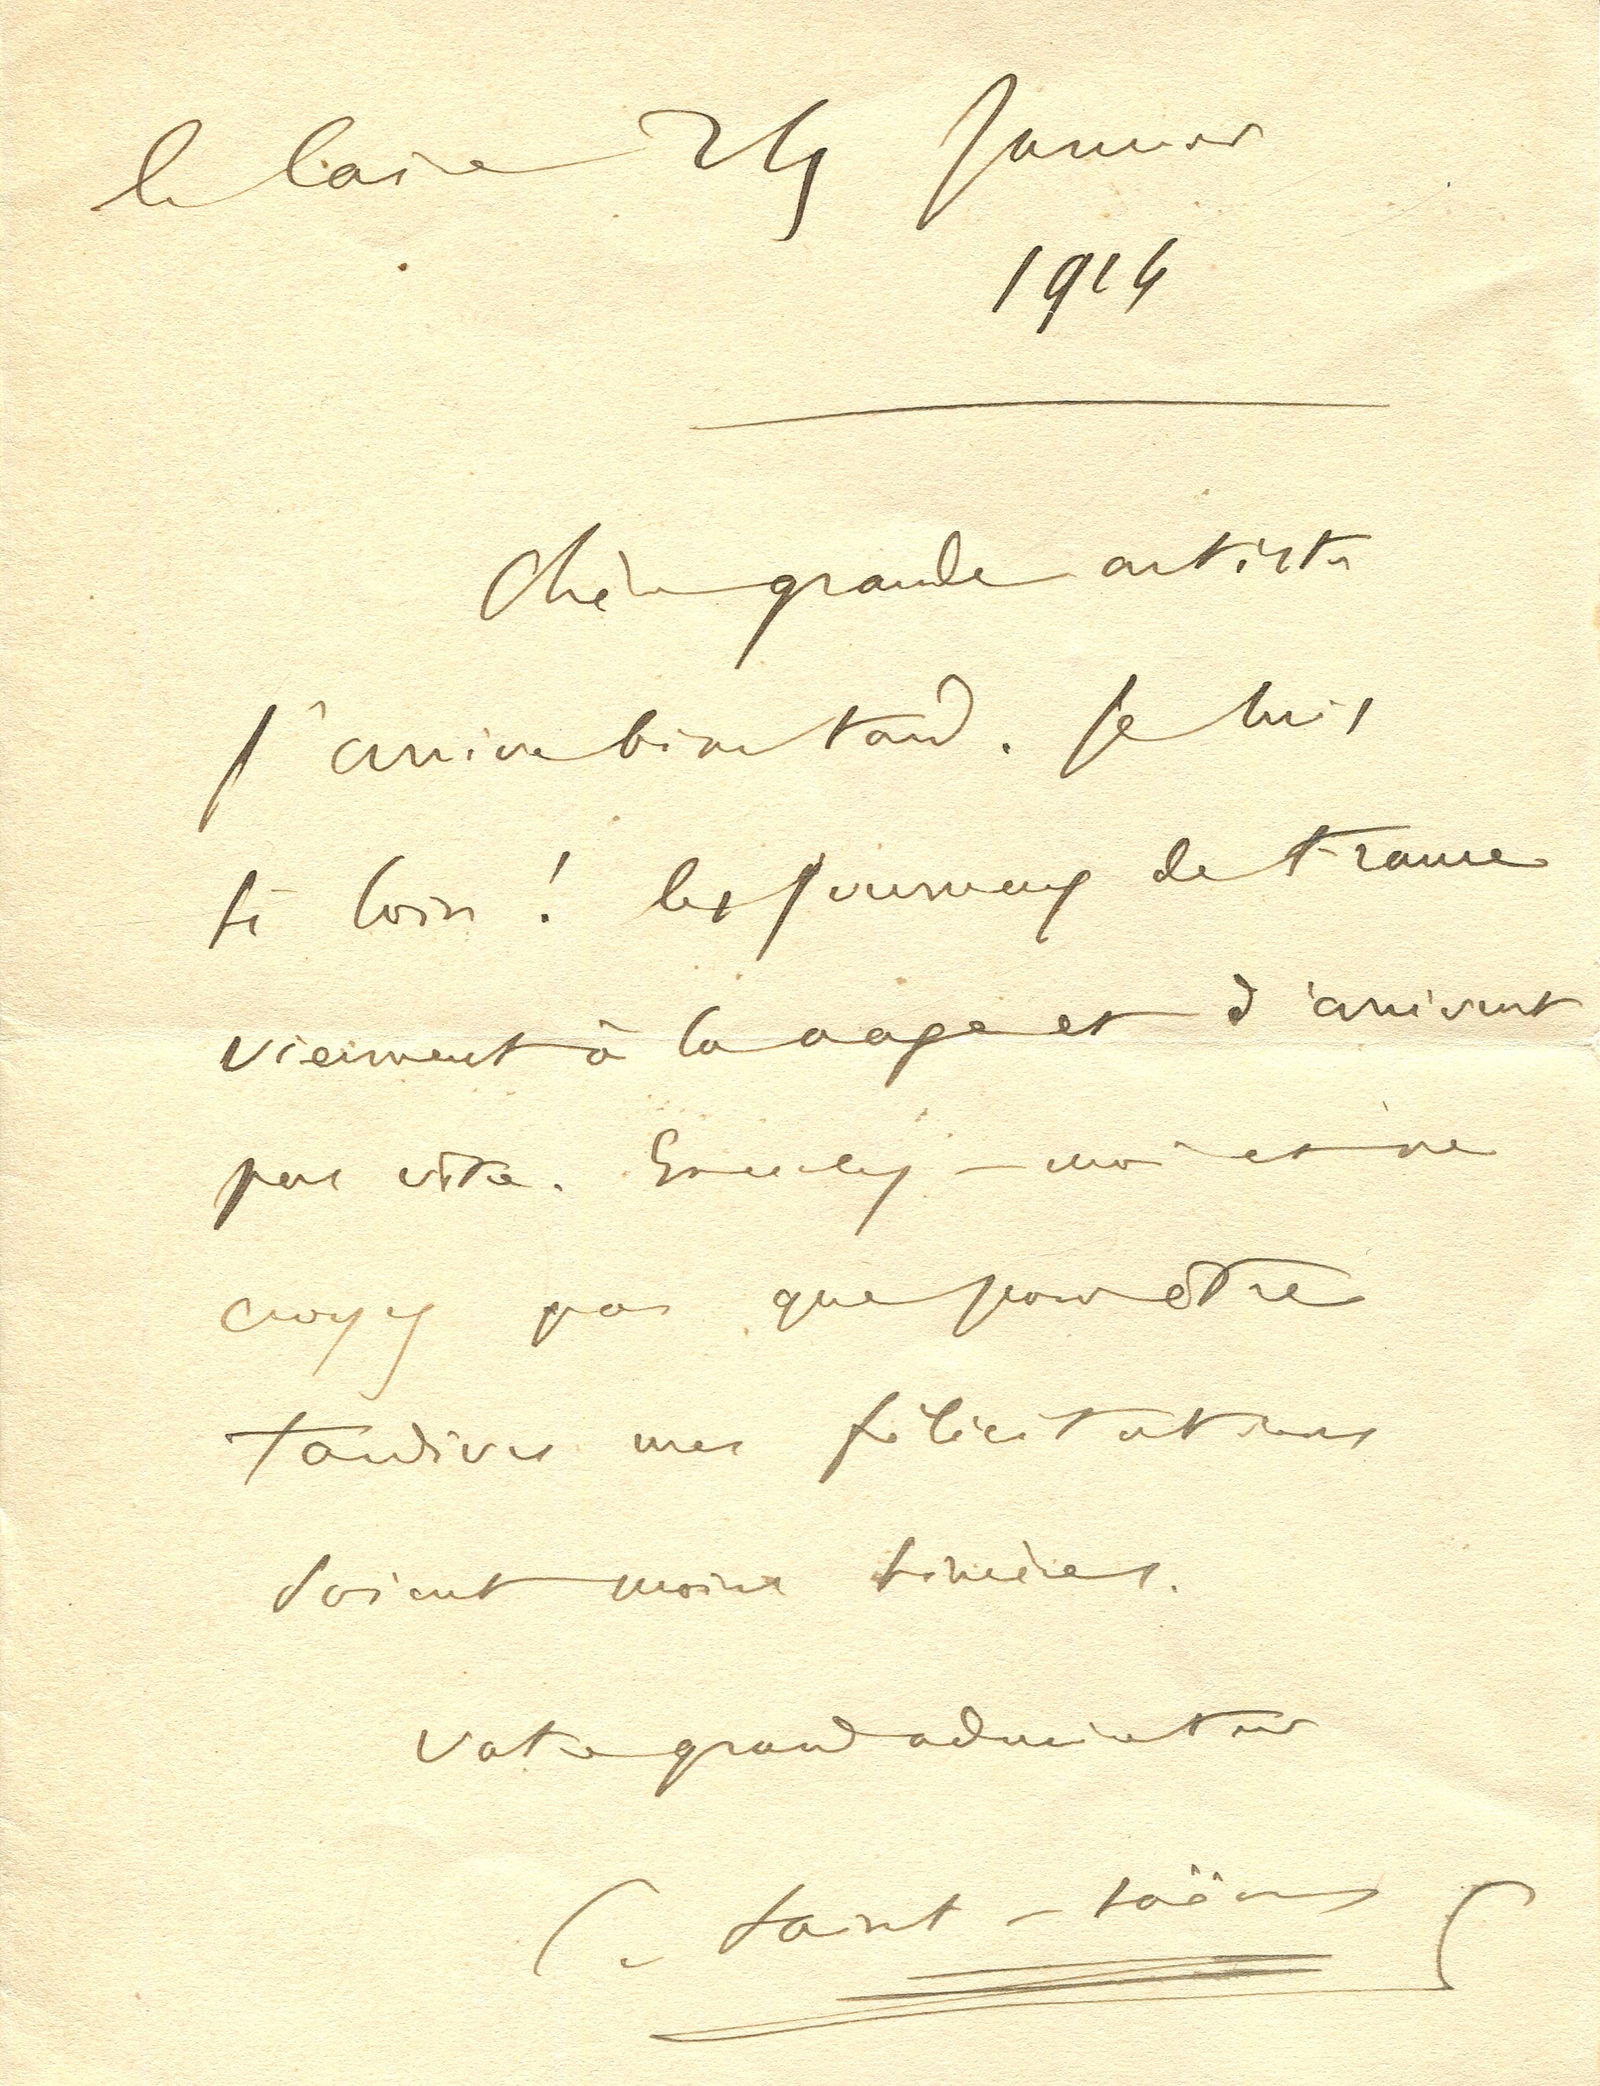 le Caire 24 Janvier
1914
Chère grande artiste
J'arrive bien tard. Je suis
si loin ! les journaux de France
viennent à la nage et n'arrivent
pas vite. Excusez-moi et ne
croyez pas que pour être
tardives mes félicitations
soient moins sincères.
Votre grand admirateur
C. Saint-Saëns